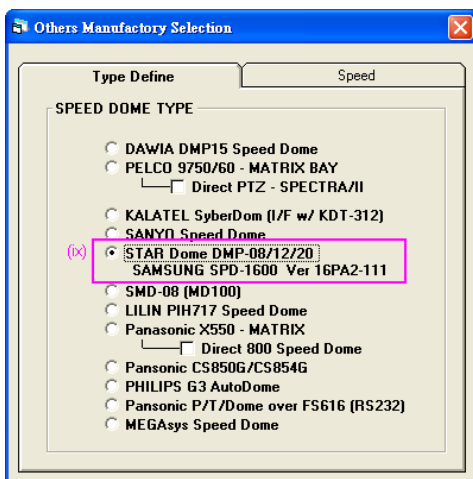 Others Manufactory Selection
Type Define
Speed
SPEED DOME TYPE
DAWIA DMP15 Speed Dome
PELCO 9750/60 - MATRIX BAY
Direct PTZ - SPECTRA/II
KALATEL SyberDom (I/F w/ KDT-312)
SANYO Speed Dome
(ix) STAR Dome DMP-08/12/20
SAMSUNG SPD-1600 Ver 16PA2-111
SMD-08 (MD100)
LILIN PIH717 Speed Dome
Panasonic X550 - MATRIX
Direct 800 Speed Dome
Pansonic CS850G/CS854G
PHILIPS G3 AutoDome
Pansonic P/T/Dome over FS616 (RS232)
MEGAsys Speed Dome